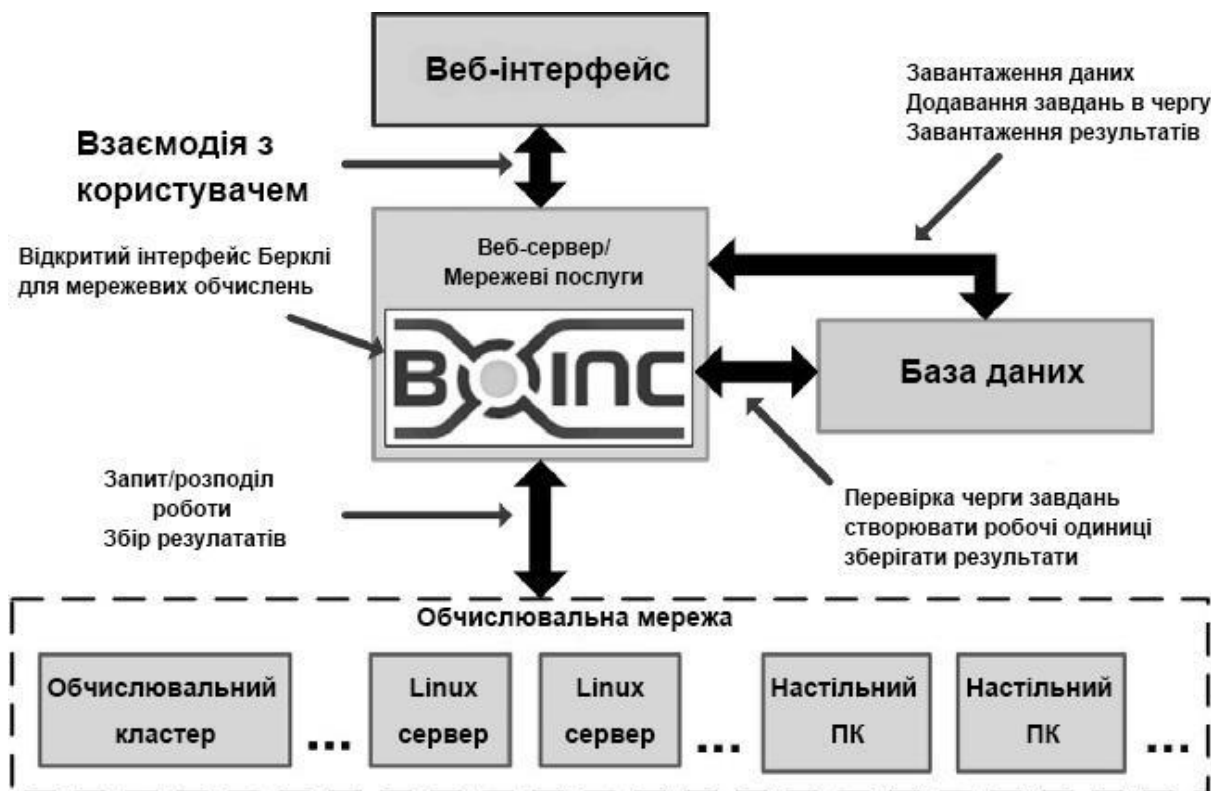 Веб-інтерфейс
Завантаження даних
Додавання завдань в чергу
Завантаження результатів
Взаємодія з
користувачем
Відкритий інтерфейс Берклі
для мережевих обчислень
Веб-сервер/
Мережеві послуги
BOINC
База даних
Запит/розподіл
роботи
Збір резулататів
Перевірка черги завдань
створювати робочі одиниці
зберігати результати
Обчислювальна мережа
Обчислювальний
кластер
...
Linux
сервер
Linux
сервер
...
Настільний
ПК
Настільний
ПК
...